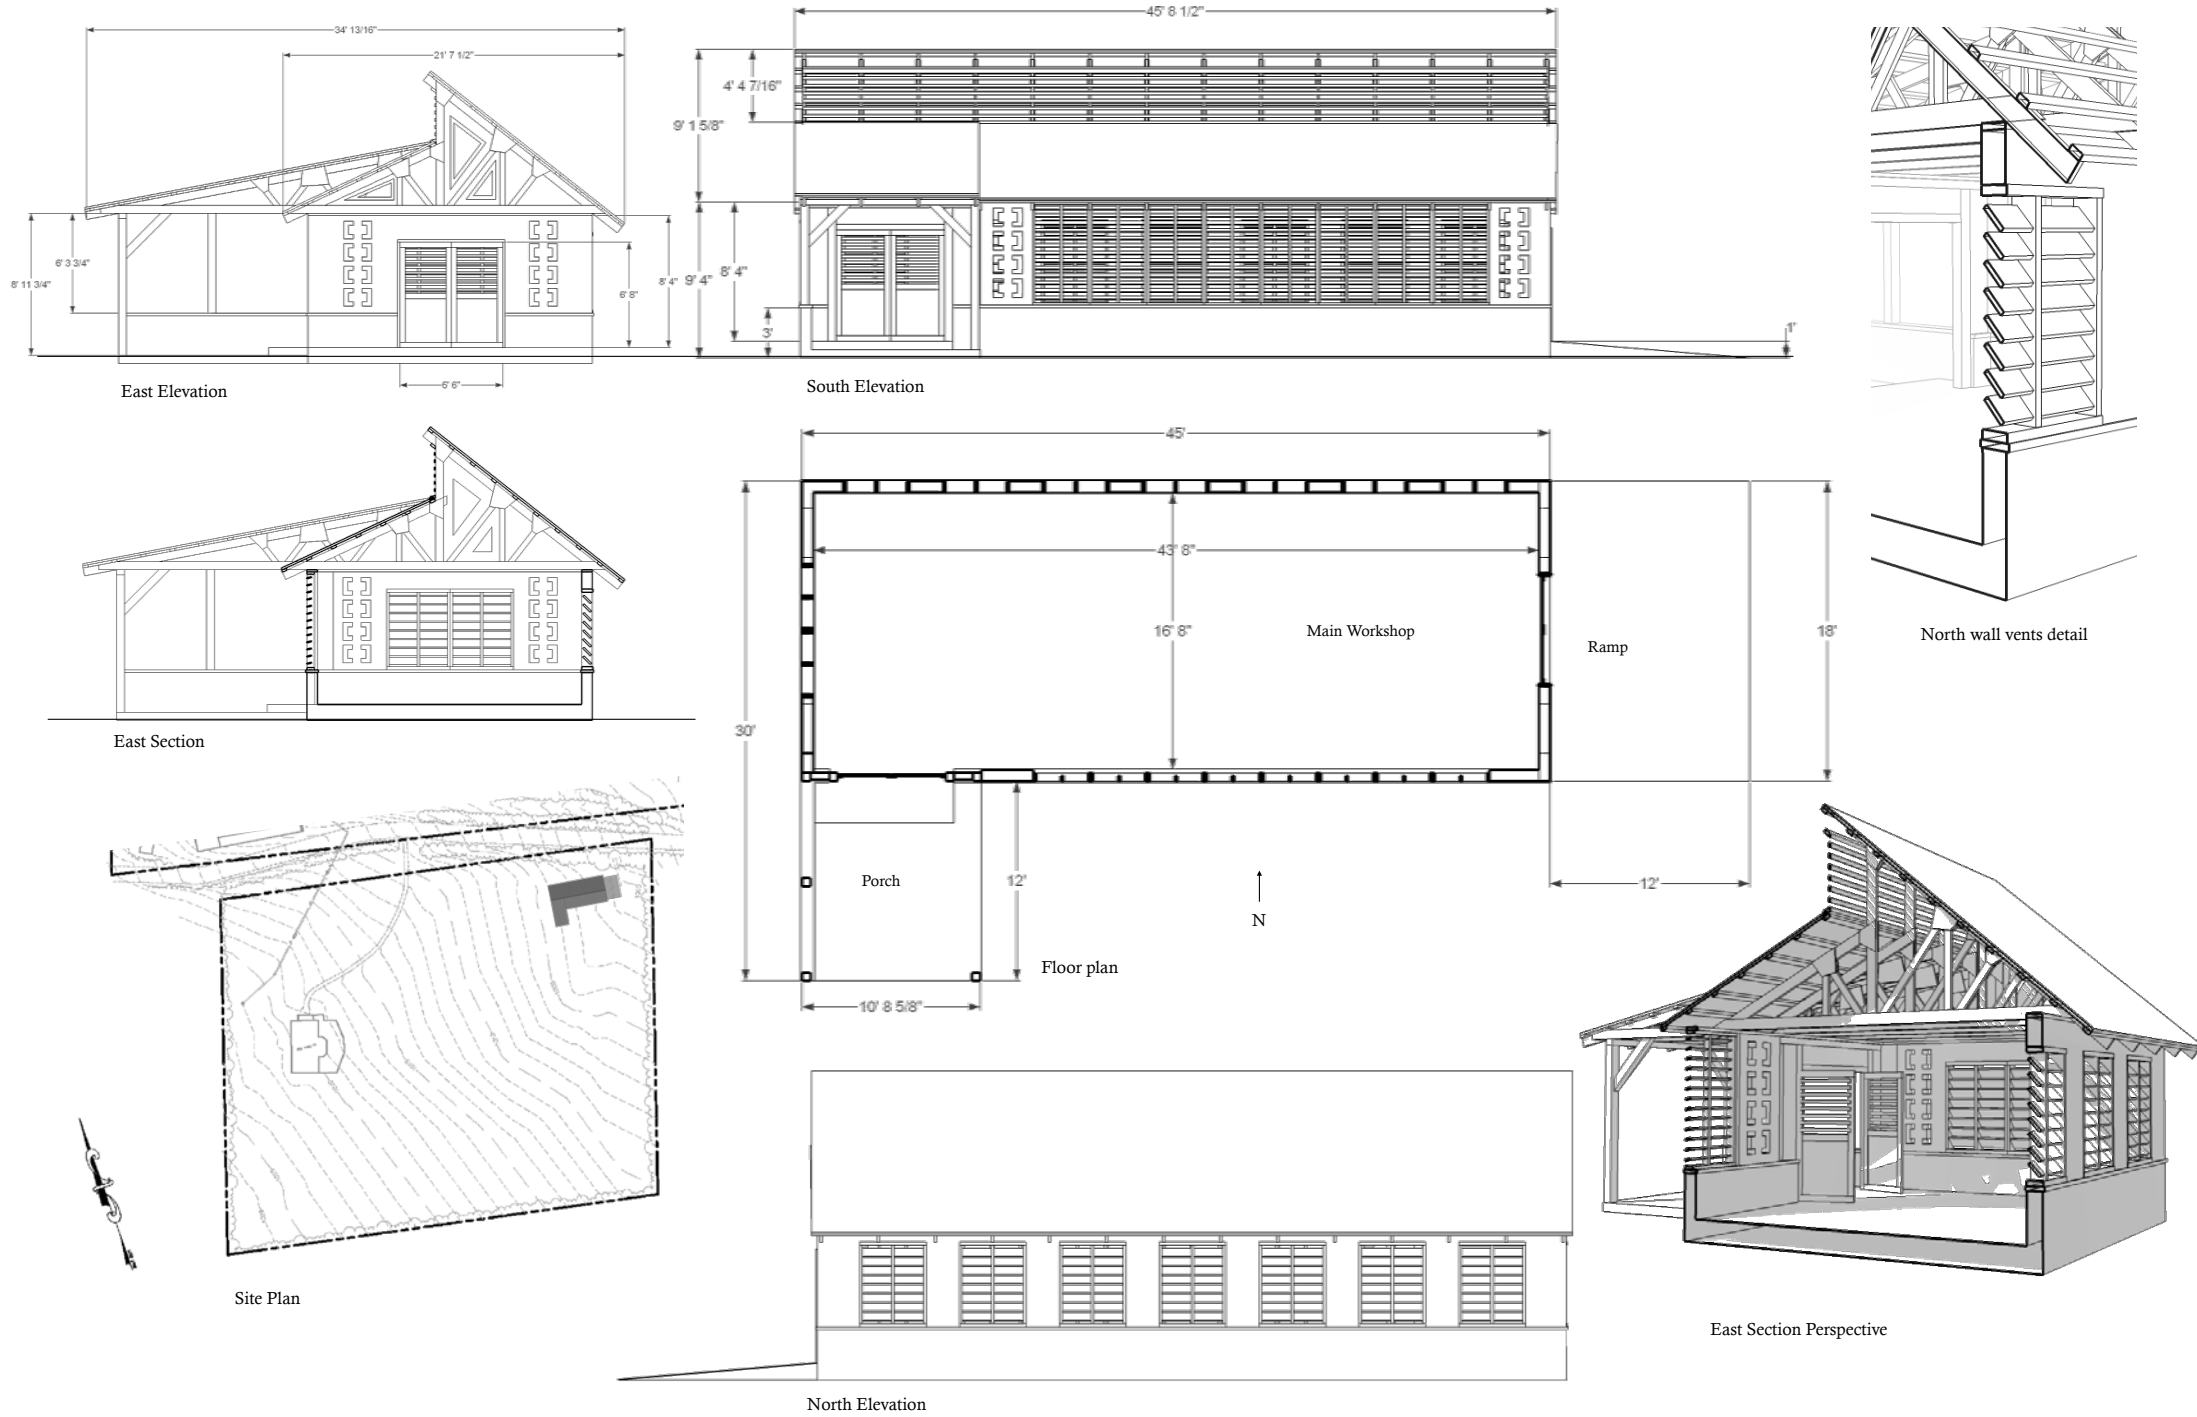 34' 13/16"
21' 7 1/2"
8' 11 3/4"
6' 3 3/4"
6' 8"
8' 4"
6' 6"
East Elevation
45' 8 1/2"
4' 4 7/16"
9' 1 5/8"
9' 4"
8' 4"
3'
1'
South Elevation
North wall vents detail
East Section
45'
43' 8"
16' 8"
Main Workshop
Ramp
18'
30'
Porch
12'
12'
N
10' 8 5/8"
Floor plan
Site Plan
North Elevation
East Section Perspective